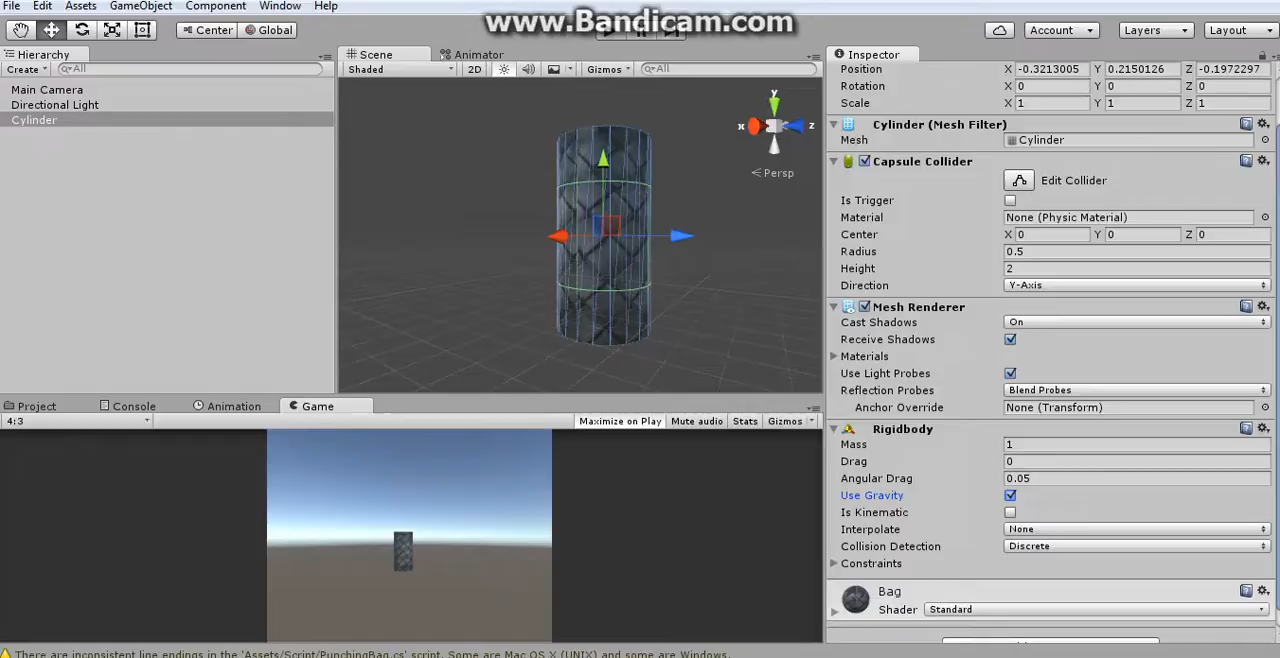 File Edit Assets GameObject Component Window Help
www.Bandicam.com
Center Global Account Layers Layout
Hierarchy
Create All
Main Camera
Directional Light
Cylinder
Scene Animator
Shaded 2D Gizmos All
y
x z
Persp
Inspector
Position X -0.3213005 Y 0.2150126 Z -0.1972297
Rotation X 0 Y 0 Z 0
Scale X 1 Y 1 Z 1
Cylinder (Mesh Filter)
Mesh Cylinder
Capsule Collider
Edit Collider
Is Trigger
Material None (Physic Material)
Center X 0 Y 0 Z 0
Radius 0.5
Height 2
Direction Y-Axis
Mesh Renderer
Cast Shadows On
Receive Shadows
Materials
Use Light Probes
Reflection Probes Blend Probes
Anchor Override None (Transform)
Rigidbody
Mass 1
Drag 0
Angular Drag 0.05
Use Gravity
Is Kinematic
Interpolate None
Collision Detection Discrete
Constraints
Bag
Shader Standard
Project Console Animation Game
4:3 Maximize on Play Mute audio Stats Gizmos
There are inconsistent line endings in the 'Assets/Script/PunchingBag.cs' script. Some are Mac OS X (UNIX) and some are Windows.